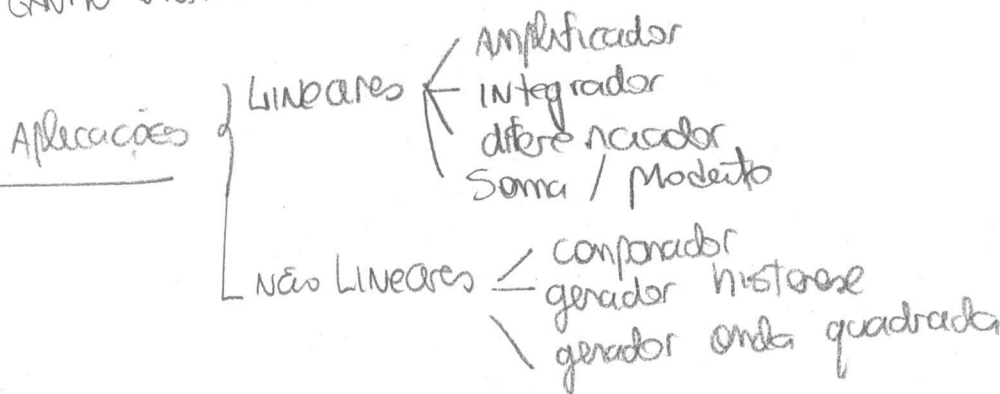 Aplicações
LINEARES
Amplificador
INtegrador
diferenciador
Soma / Produto
Não LINEARES
comparador
gerador histerese
gerador onda quadrada